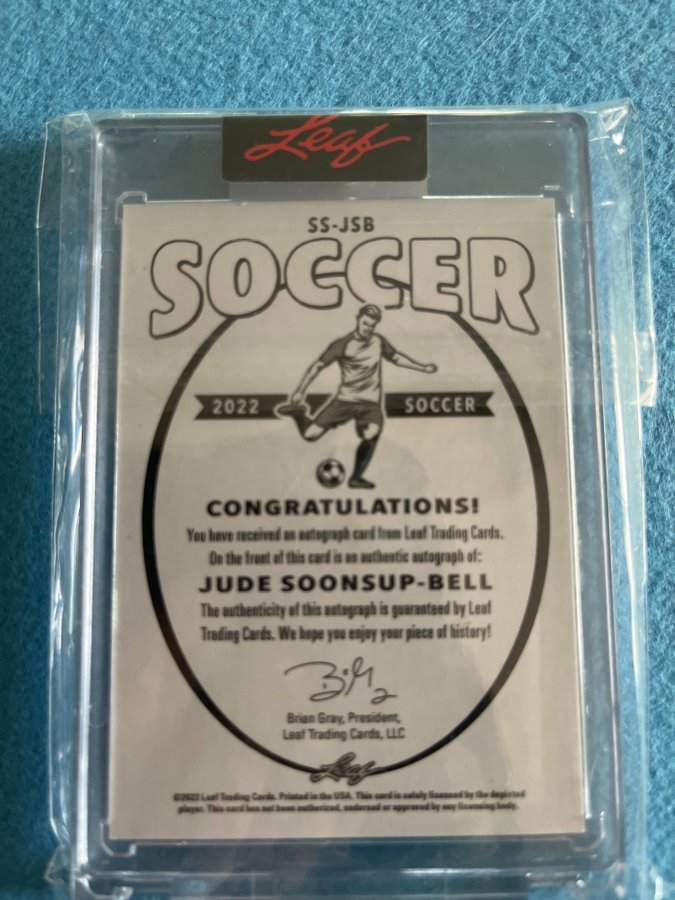 Leaf
SS-JSB
SOCCER
2022 SOCCER
CONGRATULATIONS!
You have received an autograph card from Leaf Trading Cards.
On the front of this card is an authentic autograph of:
JUDE SOONSUP-BELL
The authenticity of this autograph is guaranteed by Leaf
Trading Cards. We hope you enjoy your piece of history!
Brian Gray, President,
Leaf Trading Cards, LLC
Leaf
©2022 Leaf Trading Cards. Printed in the USA. This card is solely licensed by the depicted
player. This card has not been authorized, endorsed or approved by any licensing body.